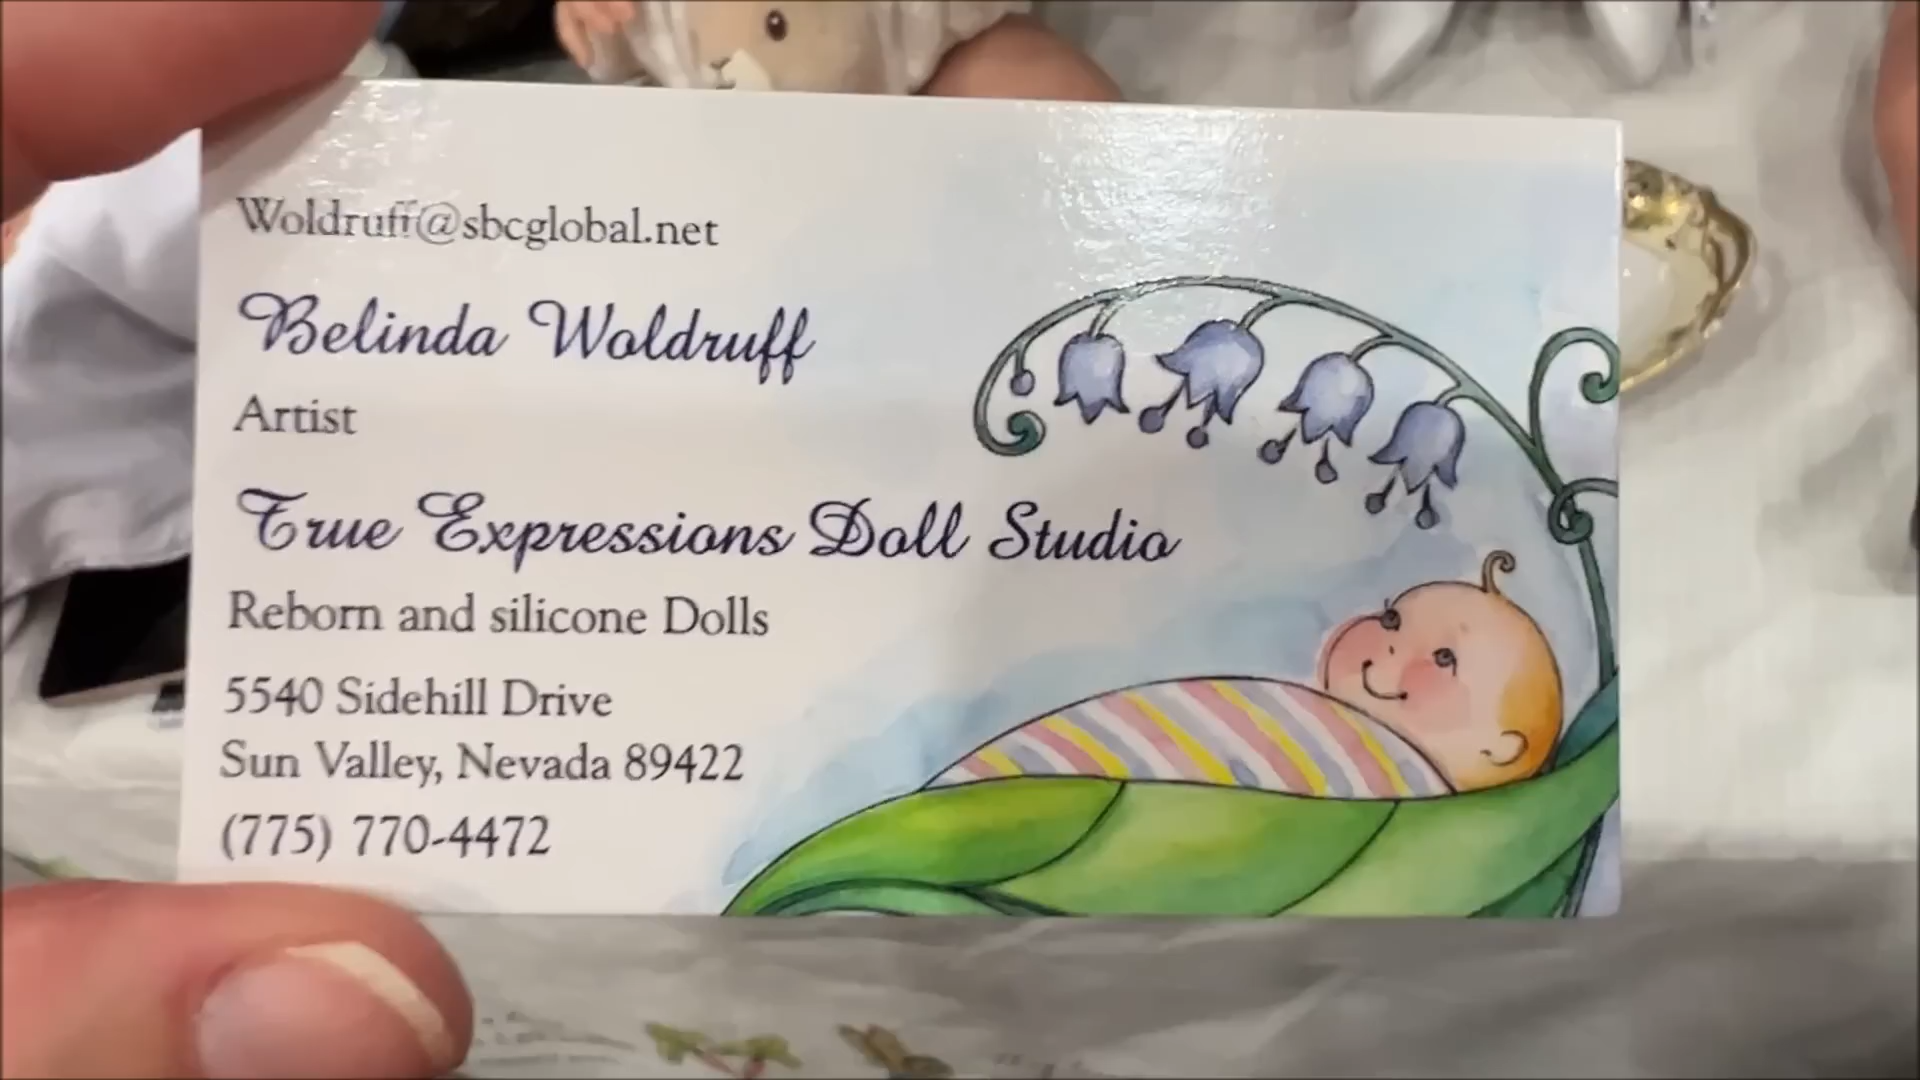 Woldruff@sbcglobal.net
Belinda Woldruff
Artist
True Expressions Doll Studio
Reborn and silicone Dolls
5540 Sidehill Drive
Sun Valley, Nevada 89422
(775) 770-4472